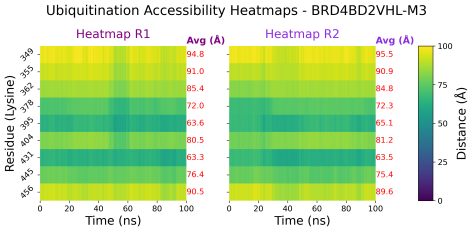 Ubiquitination Accessibility Heatmaps - BRD4BD2VHL-M3
Heatmap R1
Avg (Å)
Heatmap R2
Avg (Å)
Residue (Lysine)
349
355
362
378
395
404
431
445
456
94.8
91.0
85.4
72.0
63.6
80.5
63.3
76.4
90.5
95.5
89.9
84.8
73.6
65.8
81.2
63.3
75.4
89.6
0 20 40 60 80 100
Time (ns)
0 20 40 60 80 100
Time (ns)
100
75
50
25
0
Distance (Å)